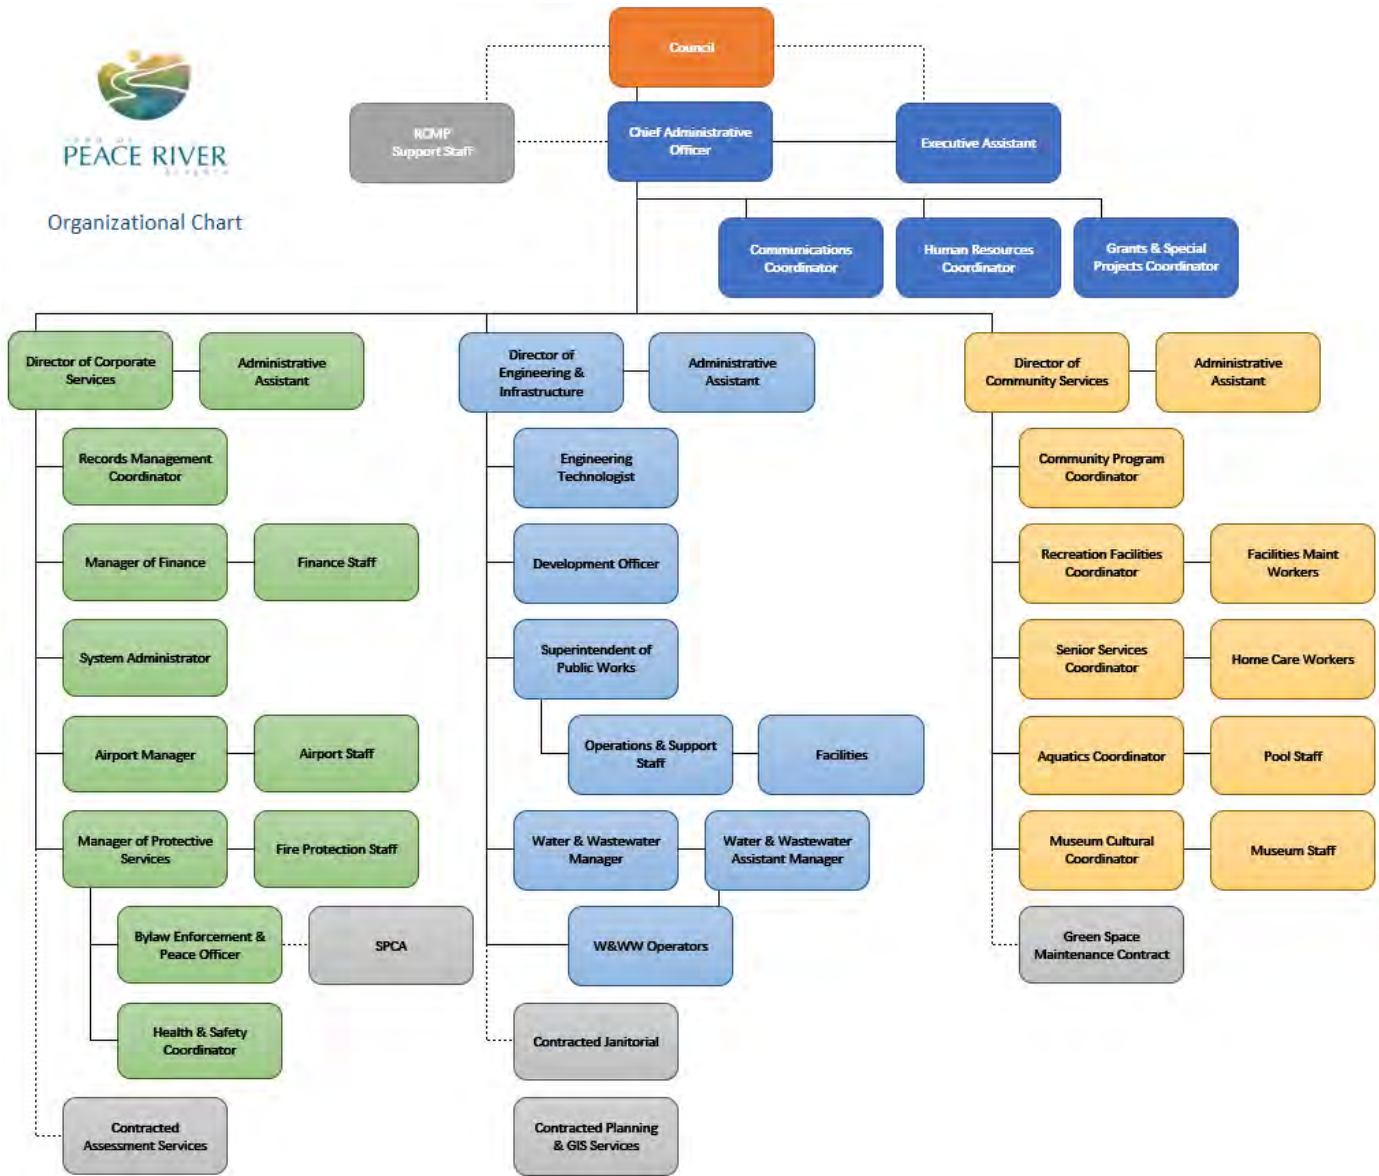 Council
RCMP
Support Staff
Chief Administrative
Officer
Executive Assistant
TOWN OF
PEACE RIVER
ALBERTA
Organizational Chart
Communications
Coordinator
Human Resources
Coordinator
Grants & Special
Projects Coordinator
Director of Corporate
Services
Administrative
Assistant
Director of
Engineering &
Infrastructure
Administrative
Assistant
Director of
Community Services
Administrative
Assistant
Records Management
Coordinator
Engineering
Technologist
Community Program
Coordinator
Manager of Finance
Finance Staff
Development Officer
Recreation Facilities
Coordinator
Facilities Maint
Workers
System Administrator
Superintendent of
Public Works
Senior Services
Coordinator
Home Care Workers
Airport Manager
Airport Staff
Operations & Support
Staff
Facilities
Aquatics Coordinator
Pool Staff
Manager of Protective
Services
Fire Protection Staff
Water & Wastewater
Manager
Water & Wastewater
Assistant Manager
Museum Cultural
Coordinator
Museum Staff
Bylaw Enforcement &
Peace Officer
SPCA
W&WW Operators
Green Space
Maintenance Contract
Health & Safety
Coordinator
Contracted Janitorial
Contracted
Assessment Services
Contracted Planning
& GIS Services